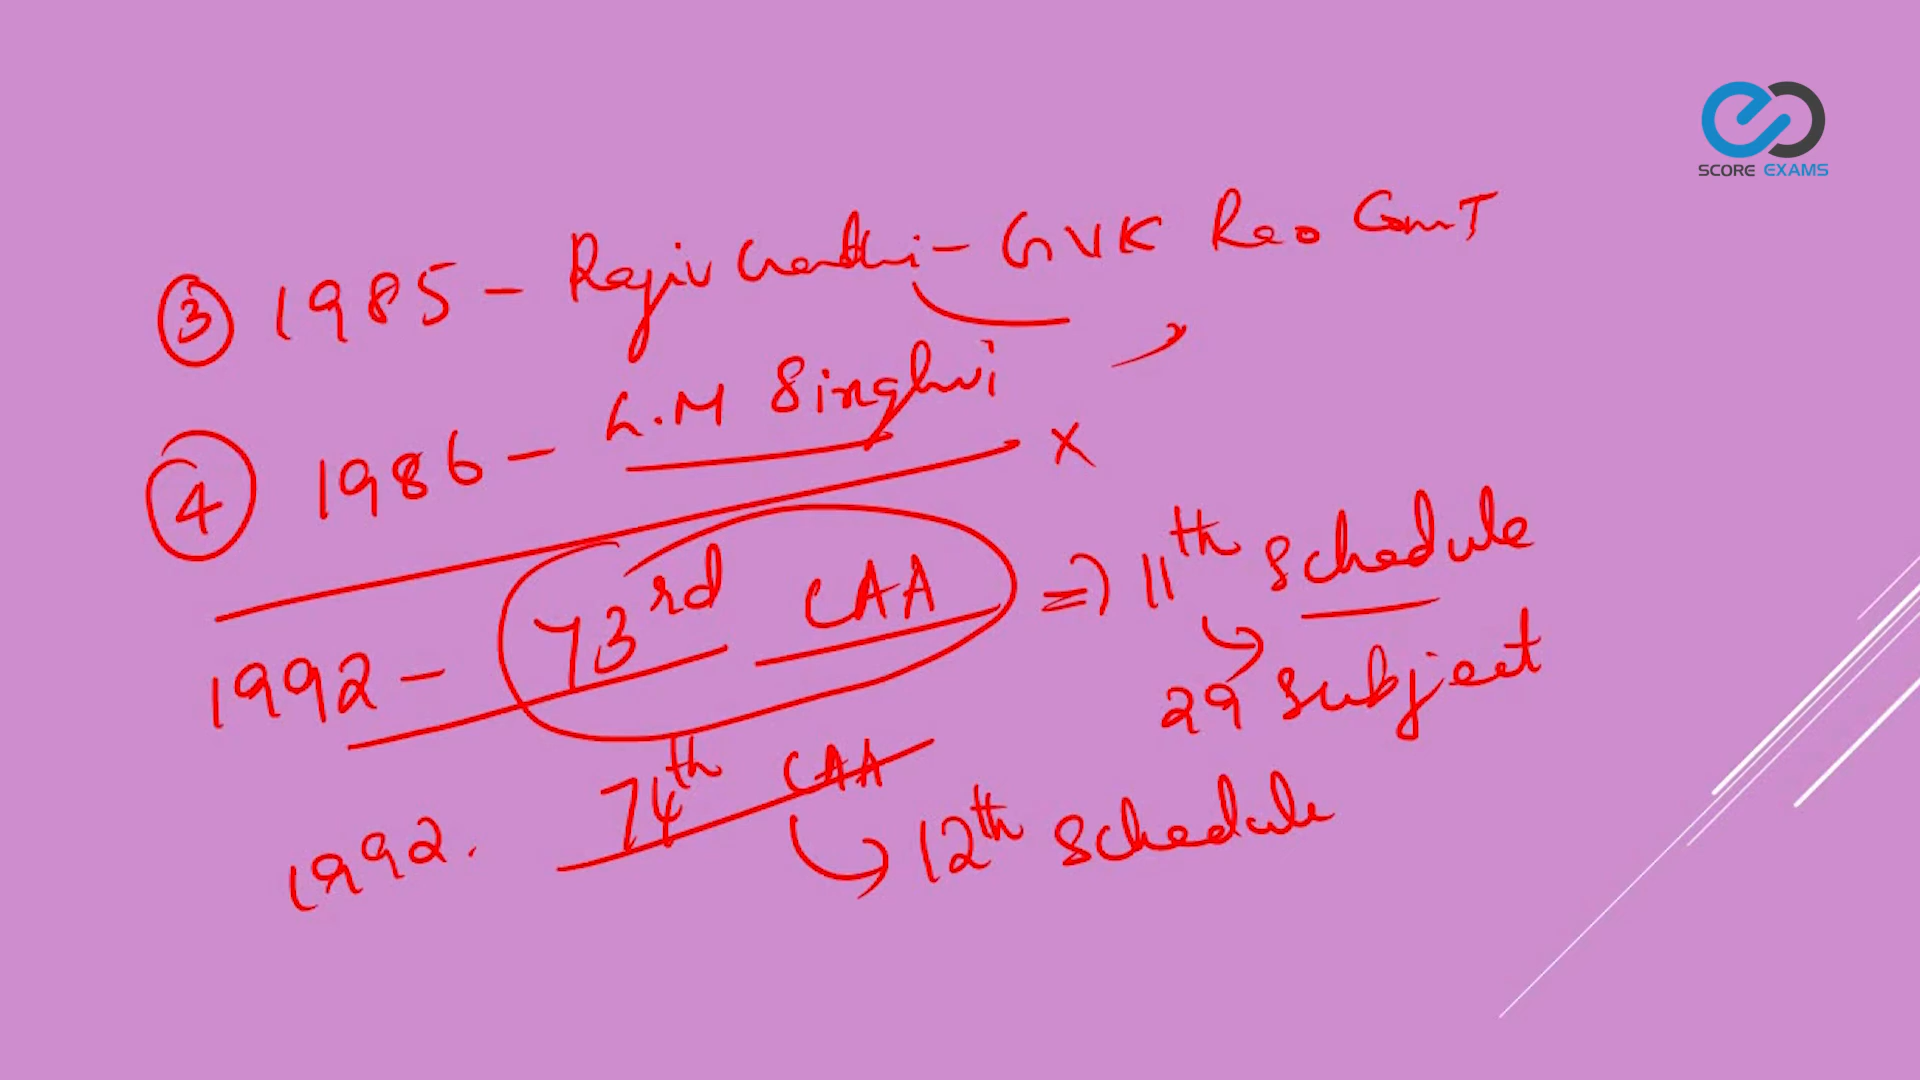 SCORE EXAMS
③ 1985 - Rajiv Gandhi - GVK Rao ComT
④ 1986 - L.M Singhvi
x
1992 - 73rd CAA => 11th Schedule
29 Subject
1992. 74th CAA
12th Schedule